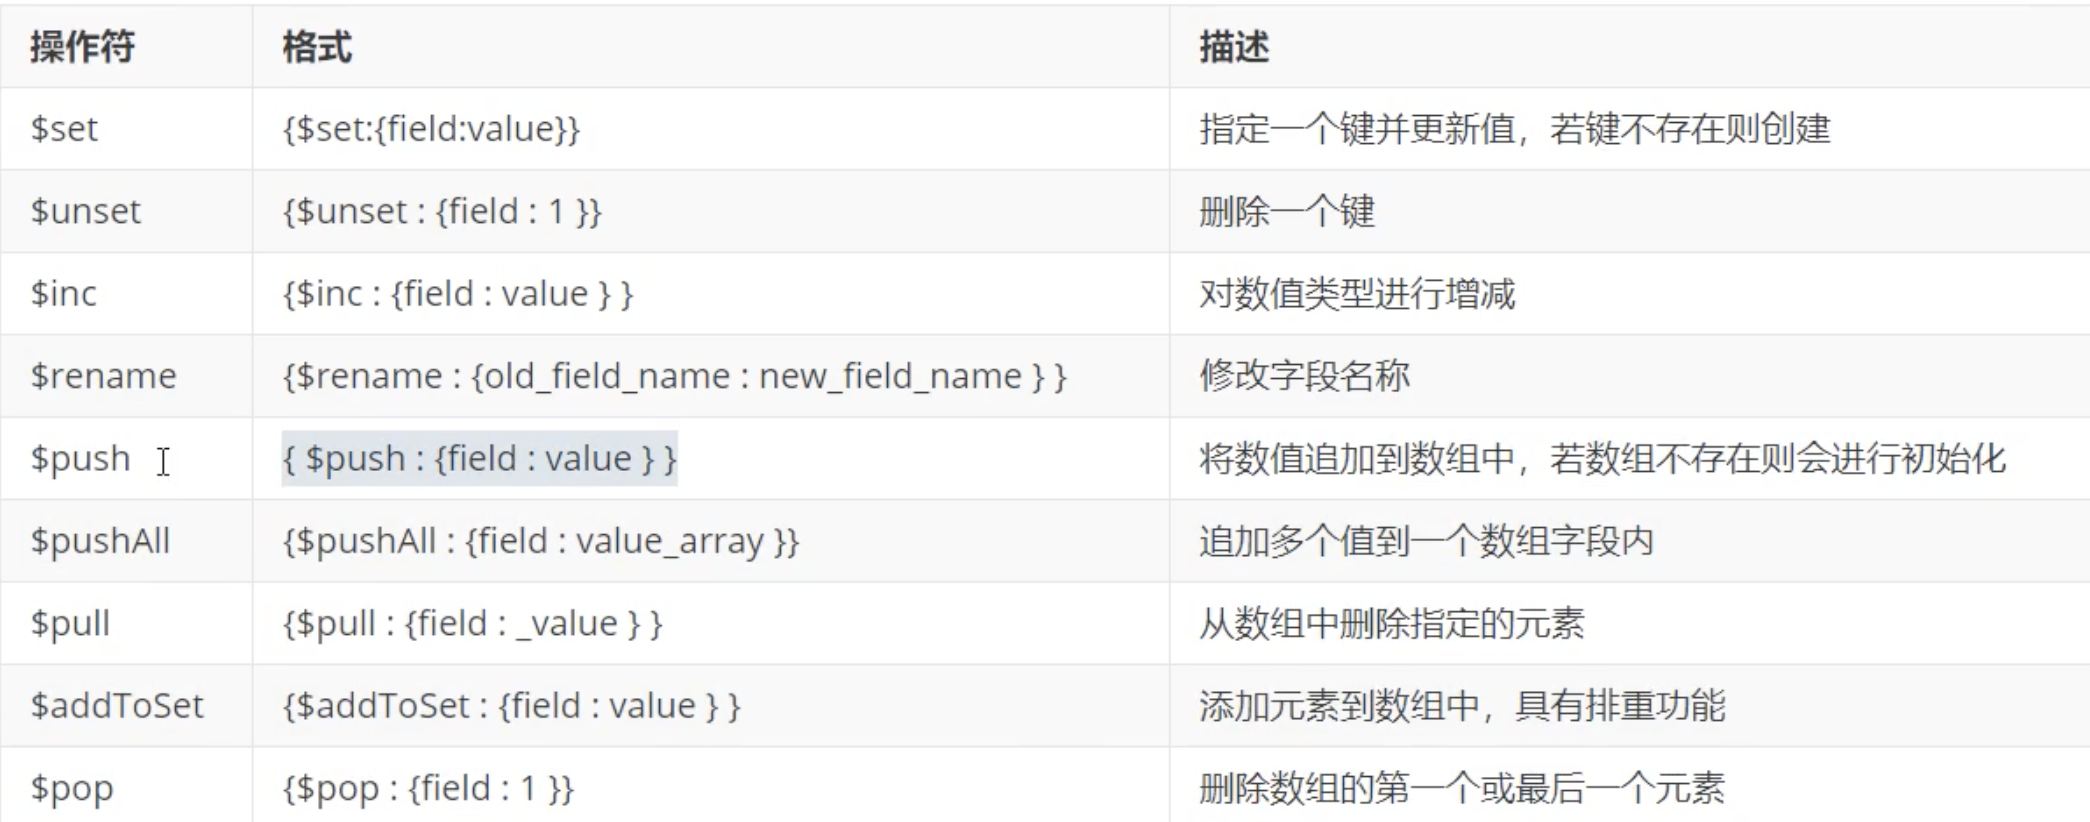 操作符 格式 描述
$set {$set:{field:value}} 指定一个键并更新值，若键不存在则创建
$unset {$unset : {field : 1 }} 删除一个键
$inc {$inc : {field : value } } 对数值类型进行增减
$rename {$rename : {old_field_name : new_field_name } } 修改字段名称
$push { $push : {field : value } } 将数值追加到数组中，若数组不存在则会进行初始化
$pushAll {$pushAll : {field : value_array }} 追加多个值到一个数组字段内
$pull {$pull : {field : _value } } 从数组中删除指定的元素
$addToSet {$addToSet : {field : value } } 添加元素到数组中，具有排重功能
$pop {$pop : {field : 1 }} 删除数组的第一个或最后一个元素